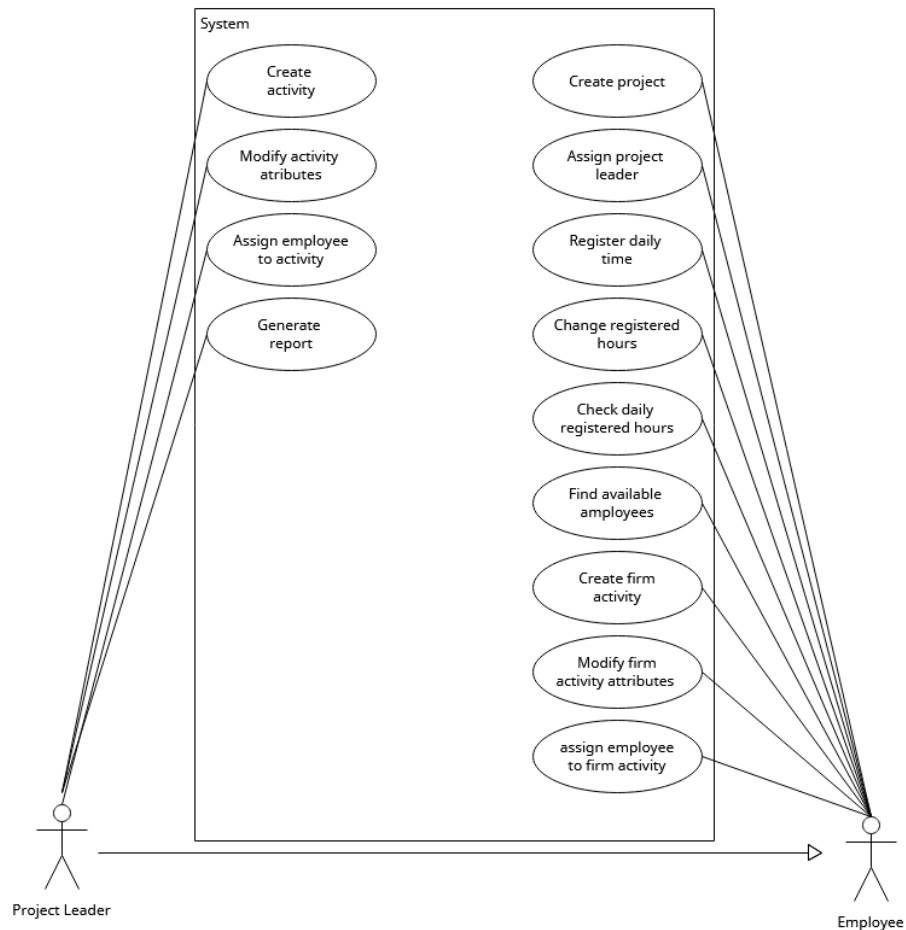 System
Create
activity
Modify activity
atributes
Assign employee
to activity
Generate
report
Create project
Assign project
leader
Register daily
time
Change registered
hours
Check daily
registered hours
Find available
amployees
Create firm
activity
Modify firm
activity attributes
assign employee
to firm activity
Project Leader
Employee